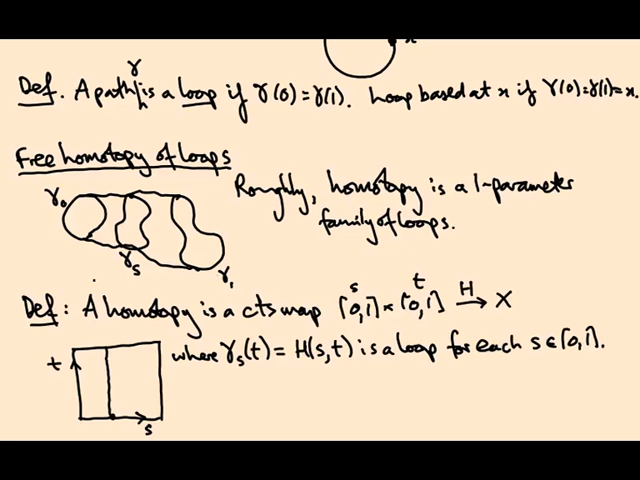 x
Def. A path γ is a loop if γ(0)=γ(1). Loop based at x if γ(0)=γ(1)=x.
Free homotopy of loops
γ₀ γₛ γ₁
Roughly, homotopy is a 1-parameter
family of loops.
Def: A homotopy is a cts map [0,1] × [0,1] →ᴴ X
s t
where γₛ(t) = H(s,t) is a loop for each s ∈ [0,1].
t
s